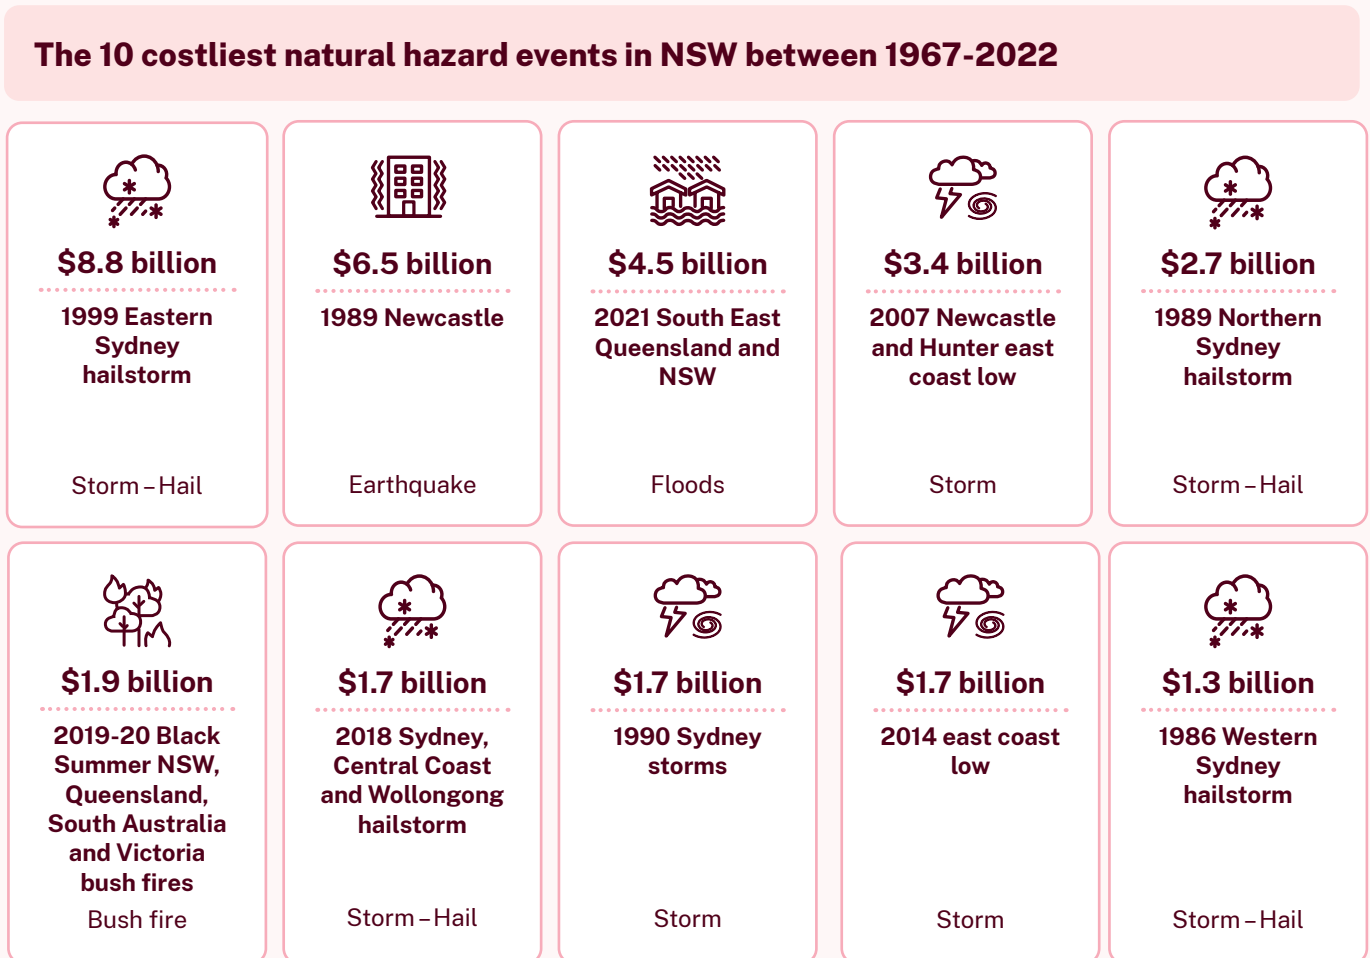 The 10 costliest natural hazard events in NSW between 1967-2022
$8.8 billion
1999 Eastern
Sydney
hailstorm
Storm – Hail
$6.5 billion
1989 Newcastle
Earthquake
$4.5 billion
2021 South East
Queensland and
NSW
Floods
$3.4 billion
2007 Newcastle
and Hunter east
coast low
Storm
$2.7 billion
1989 Northern
Sydney
hailstorm
Storm – Hail
$1.9 billion
2019-20 Black
Summer NSW,
Queensland,
South Australia
and Victoria
bush fires
Bush fire
$1.7 billion
2018 Sydney,
Central Coast
and Wollongong
hailstorm
Storm – Hail
$1.7 billion
1990 Sydney
storms
Storm
$1.7 billion
2014 east coast
low
Storm
$1.3 billion
1986 Western
Sydney
hailstorm
Storm – Hail